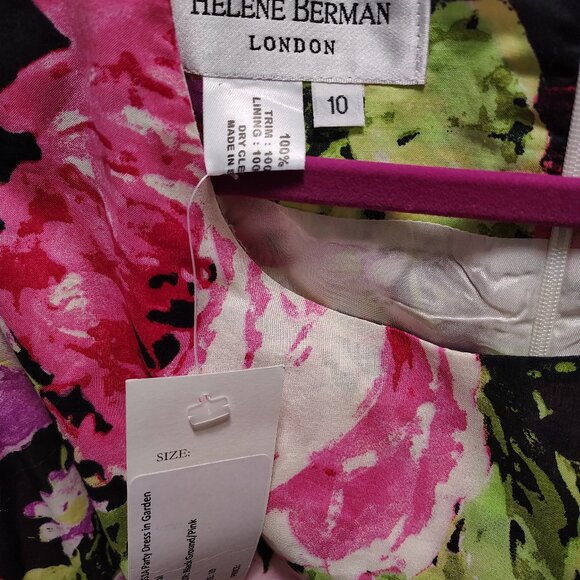 HELENE BERMAN
LONDON
10
100%
TRIM : 100
LINING : 100
DRY CLE
MADE IN
SIZE:
Party Dress in Garden
Black Ground/Pink